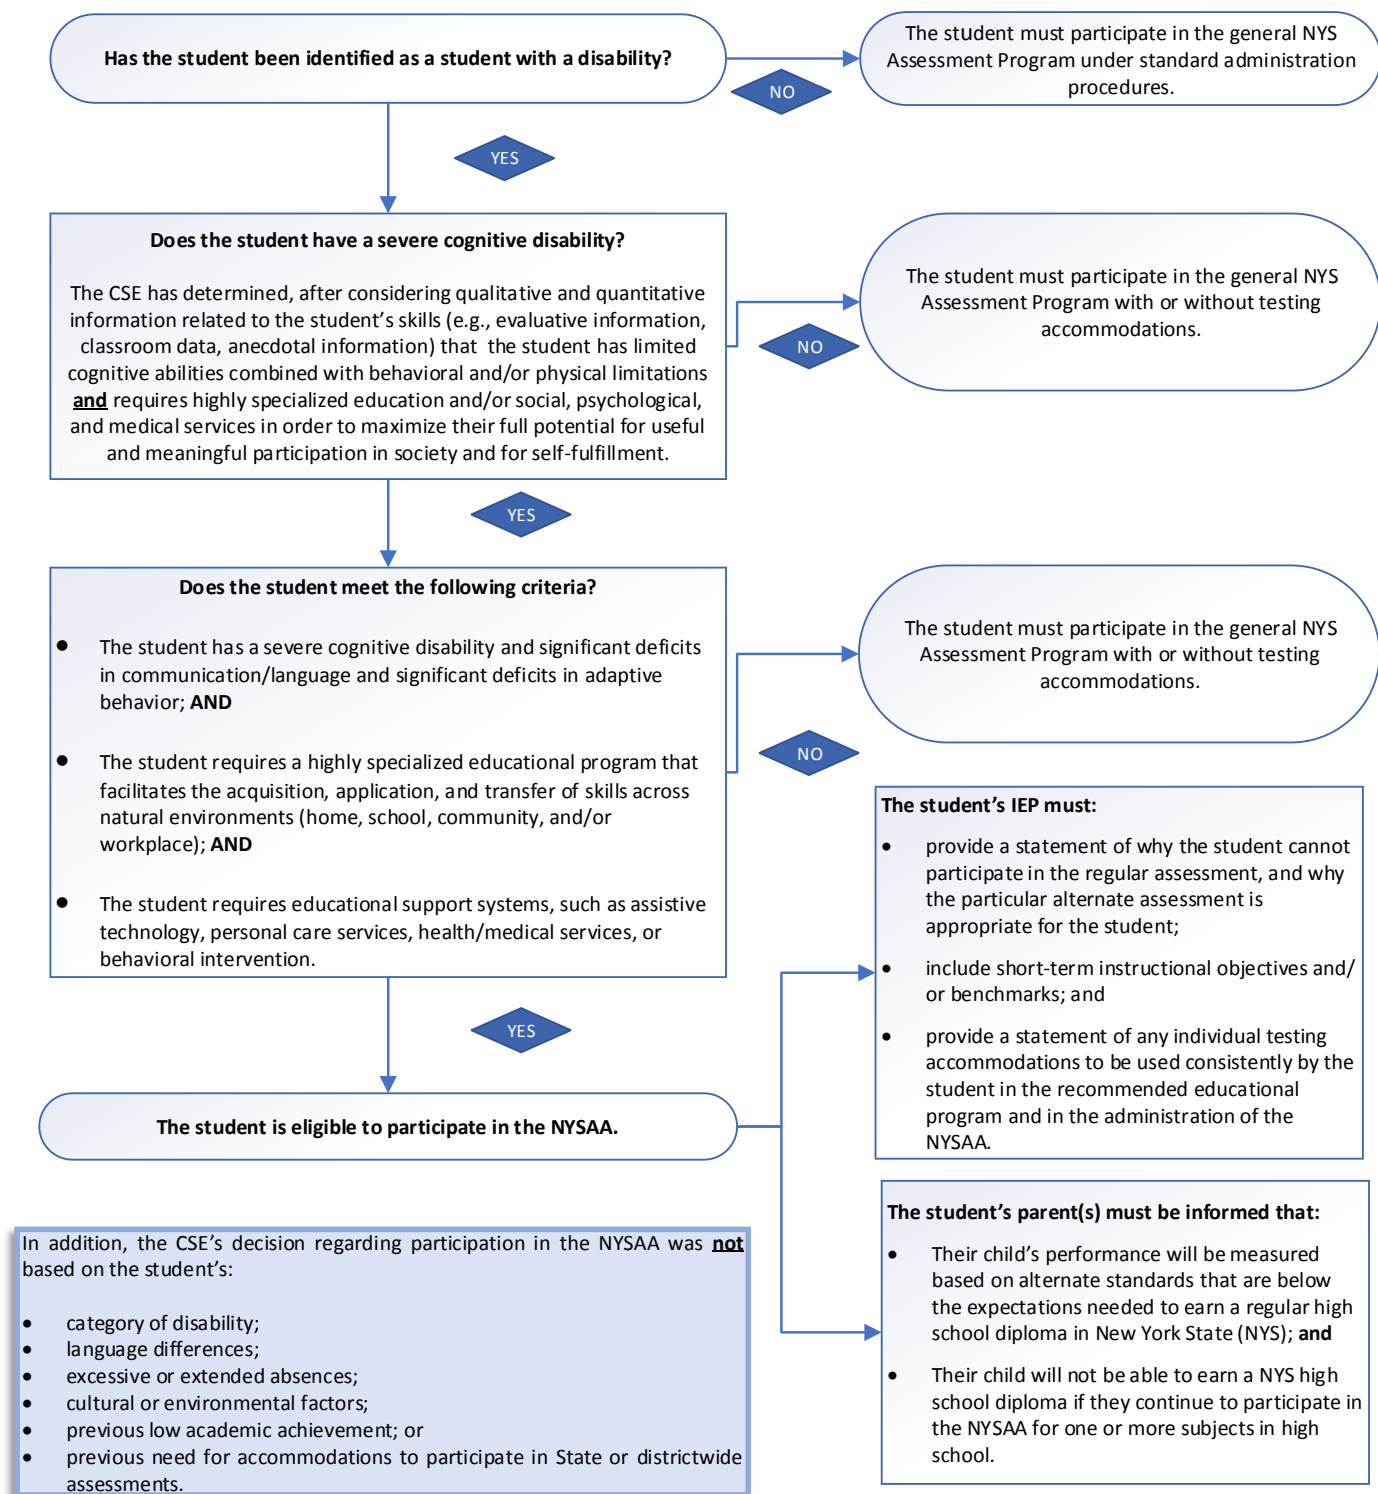 Has the student been identified as a student with a disability?
The student must participate in the general NYS
Assessment Program under standard administration
procedures.
NO
YES
Does the student have a severe cognitive disability?
The CSE has determined, after considering qualitative and quantitative
information related to the student’s skills (e.g., evaluative information,
classroom data, anecdotal information) that the student has limited
cognitive abilities combined with behavioral and/or physical limitations
and requires highly specialized education and/or social, psychological,
and medical services in order to maximize their full potential for useful
and meaningful participation in society and for self-fulfillment.
The student must participate in the general NYS
Assessment Program with or without testing
accommodations.
NO
YES
Does the student meet the following criteria?
• The student has a severe cognitive disability and significant deficits
in communication/language and significant deficits in adaptive
behavior; AND
• The student requires a highly specialized educational program that
facilitates the acquisition, application, and transfer of skills across
natural environments (home, school, community, and/or
workplace); AND
• The student requires educational support systems, such as assistive
technology, personal care services, health/medical services, or
behavioral intervention.
The student must participate in the general NYS
Assessment Program with or without testing
accommodations.
NO
YES
The student is eligible to participate in the NYSAA.
The student’s IEP must:
• provide a statement of why the student cannot
participate in the regular assessment, and why
the particular alternate assessment is
appropriate for the student;
• include short-term instructional objectives and/
or benchmarks; and
• provide a statement of any individual testing
accommodations to be used consistently by the
student in the recommended educational
program and in the administration of the
NYSAA.
The student’s parent(s) must be informed that:
• Their child’s performance will be measured
based on alternate standards that are below
the expectations needed to earn a regular high
school diploma in New York State (NYS); and
• Their child will not be able to earn a NYS high
school diploma if they continue to participate in
the NYSAA for one or more subjects in high
school.
In addition, the CSE’s decision regarding participation in the NYSAA was not
based on the student’s:
• category of disability;
• language differences;
• excessive or extended absences;
• cultural or environmental factors;
• previous low academic achievement; or
• previous need for accommodations to participate in State or districtwide
assessments.